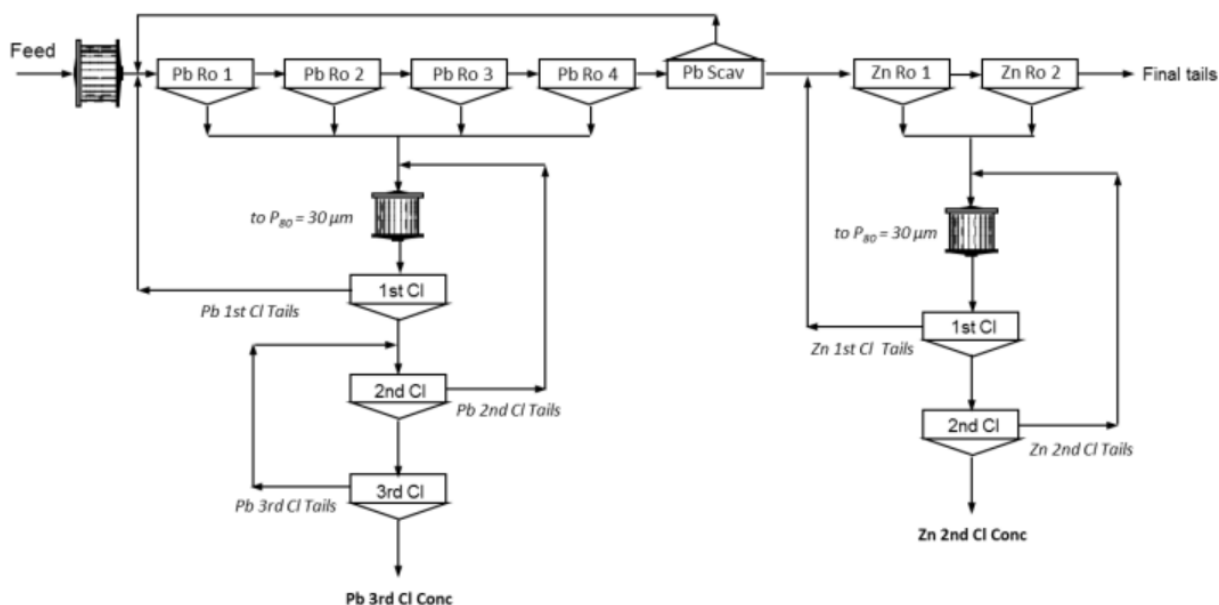 Feed
Pb Ro 1
Pb Ro 2
Pb Ro 3
Pb Ro 4
Pb Scav
Zn Ro 1
Zn Ro 2
Final tails
to P80 = 30 μm
to P80 = 30 μm
1st Cl
Pb 1st Cl Tails
1st Cl
Zn 1st Cl Tails
2nd Cl
Pb 2nd Cl Tails
2nd Cl
Zn 2nd Cl Tails
3rd Cl
Pb 3rd Cl Tails
Zn 2nd Cl Conc
Pb 3rd Cl Conc